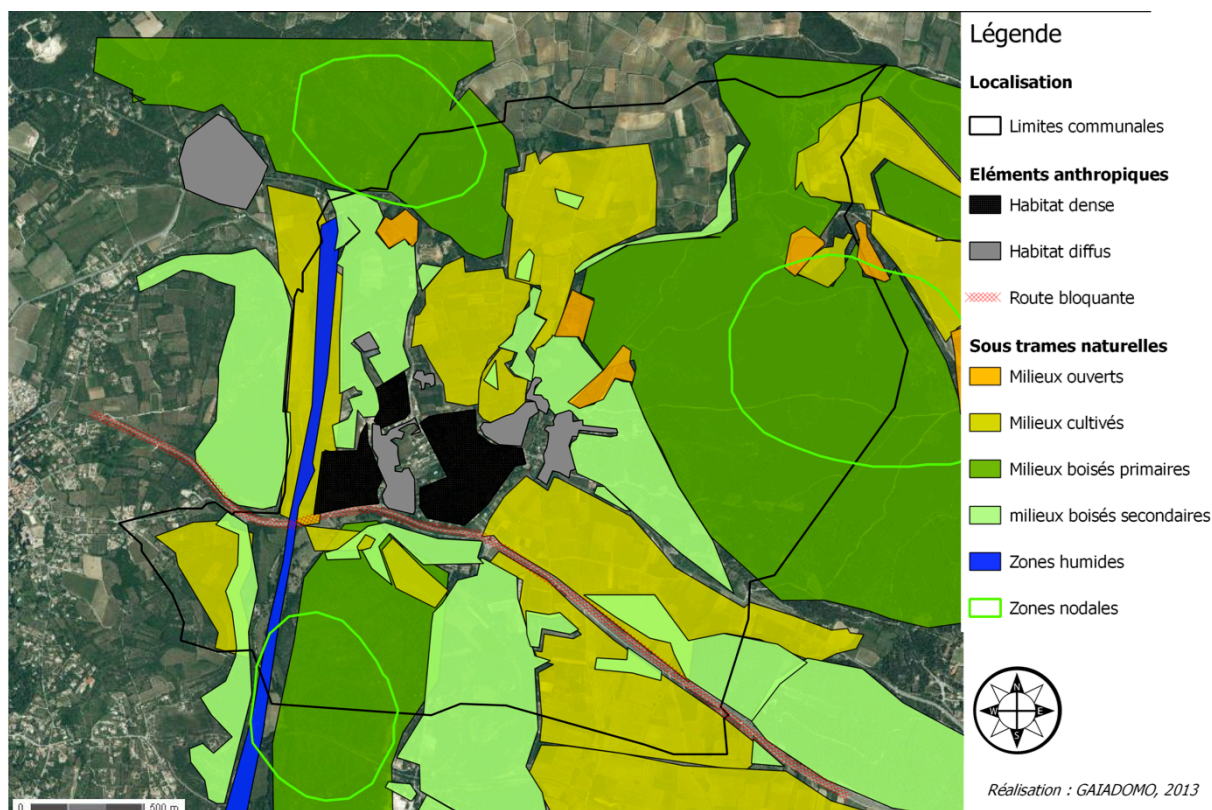 Légende
Localisation
Limites communales
Eléments anthropiques
Habitat dense
Habitat diffus
Route bloquante
Sous trames naturelles
Milieux ouverts
Milieux cultivés
Milieux boisés primaires
milieux boisés secondaires
Zones humides
Zones nodales
N
W E
S
Réalisation : GAIADOMO, 2013
0 500 m